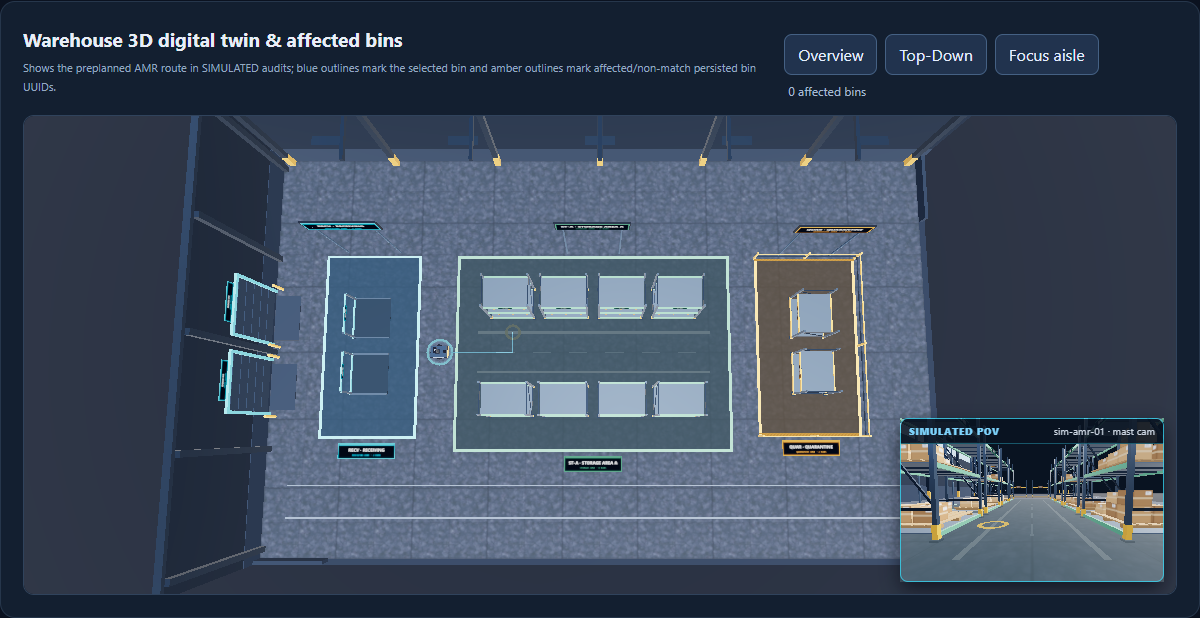 Warehouse 3D digital twin & affected bins
Shows the preplanned AMR route in SIMULATED audits; blue outlines mark the selected bin and amber outlines mark affected/non-match persisted bin
UUIDs.
Overview
Top-Down
Focus aisle
0 affected bins
RECV - RECEIVING
ST-A - STORAGE AREA A
QUAR - QUARANTINE
SIMULATED POV
sim-amr-01 · mast cam